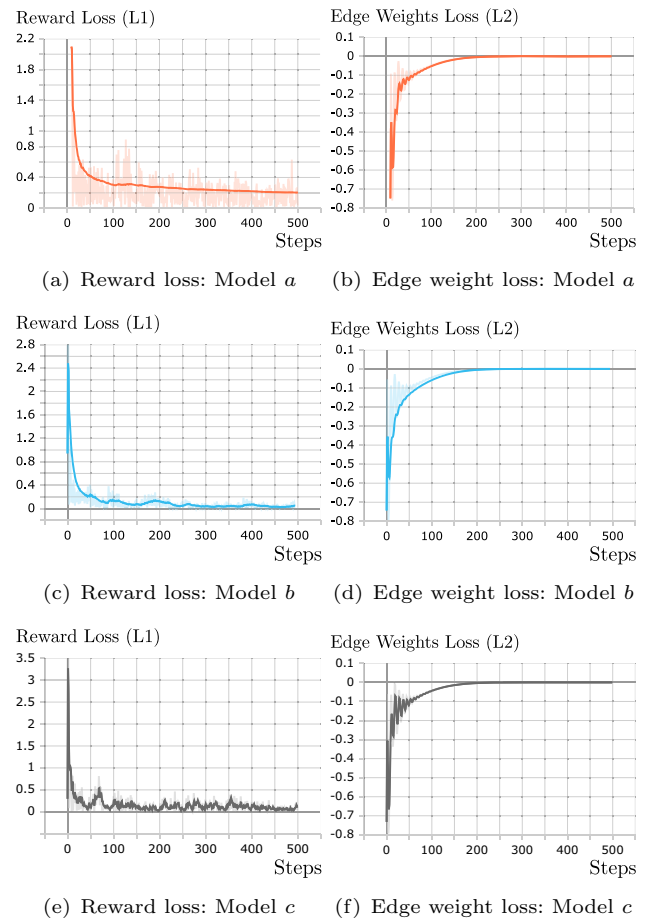 Reward Loss (L1)
2.2
1.8
1.4
1
0.4
0
0 100 200 300 400 500
Steps
(a) Reward loss: Model a
Edge Weights Loss (L2)
0.1
0
-0.1
-0.2
-0.3
-0.4
-0.5
-0.6
-0.7
-0.8
0 100 200 300 400 500
Steps
(b) Edge weight loss: Model a
Reward Loss (L1)
2.8
2.4
2
1.6
1.2
0.8
0.4
0
0 100 200 300 400 500
Steps
(c) Reward loss: Model b
Edge Weights Loss (L2)
0.1
0
-0.1
-0.2
-0.3
-0.4
-0.5
-0.6
-0.7
-0.8
0 100 200 300 400 500
Steps
(d) Edge weight loss: Model b
Reward Loss (L1)
3.5
3
2.5
2
1.5
1
0.5
0
0 100 200 300 400 500
Steps
(e) Reward loss: Model c
Edge Weights Loss (L2)
0.1
0
-0.1
-0.2
-0.3
-0.4
-0.5
-0.6
-0.7
-0.8
0 100 200 300 400 500
Steps
(f) Edge weight loss: Model c